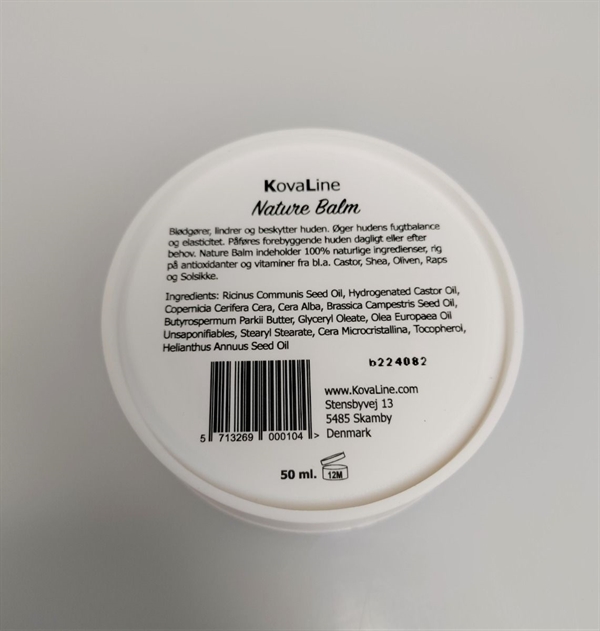 KovaLine
Nature Balm
Blødgører, lindrer og beskytter huden. Øger hudens fugtbalance
og elasticitet. Påføres forebyggende huden dagligt eller efter
behov. Nature Balm indeholder 100% naturlige ingredienser, rig
på antioxidanter og vitaminer fra bl.a. Castor, Shea, Oliven, Raps
og Solsikke.
Ingredients: Ricinus Communis Seed Oil, Hydrogenated Castor Oil,
Copernicia Cerifera Cera, Cera Alba, Brassica Campestris Seed Oil,
Butyrospermum Parkii Butter, Glyceryl Oleate, Olea Europaea Oil
Unsaponifiables, Stearyl Stearate, Cera Microcristallina, Tocopherol,
Helianthus Annuus Seed Oil
b224082
www.KovaLine.com
Stensbyvej 13
5485 Skamby
Denmark
5 713269 000104 >
50 ml. 12M